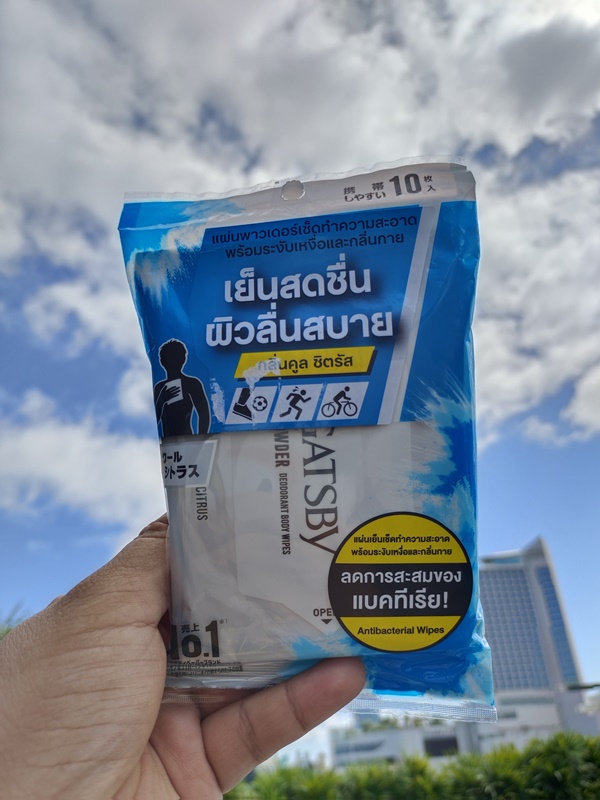 携帯
しやすい
10枚入
แผ่นพาวเดอร์เช็ดทำความสะอาด
พร้อมระงับเหงื่อและกลิ่นกาย
เย็นสดชื่น
ผิวลื่นสบาย
กลิ่นคูล ซิตรัส
クール
シトラス
CITRUS
GATSBY
DEODORANT BODY WIPES
แผ่นเย็นเช็ดทำความสะอาด
พร้อมระงับเหงื่อและกลิ่นกาย
ลดการสะสมของ
แบคทีเรีย!
Antibacterial Wipes
売上
No.1